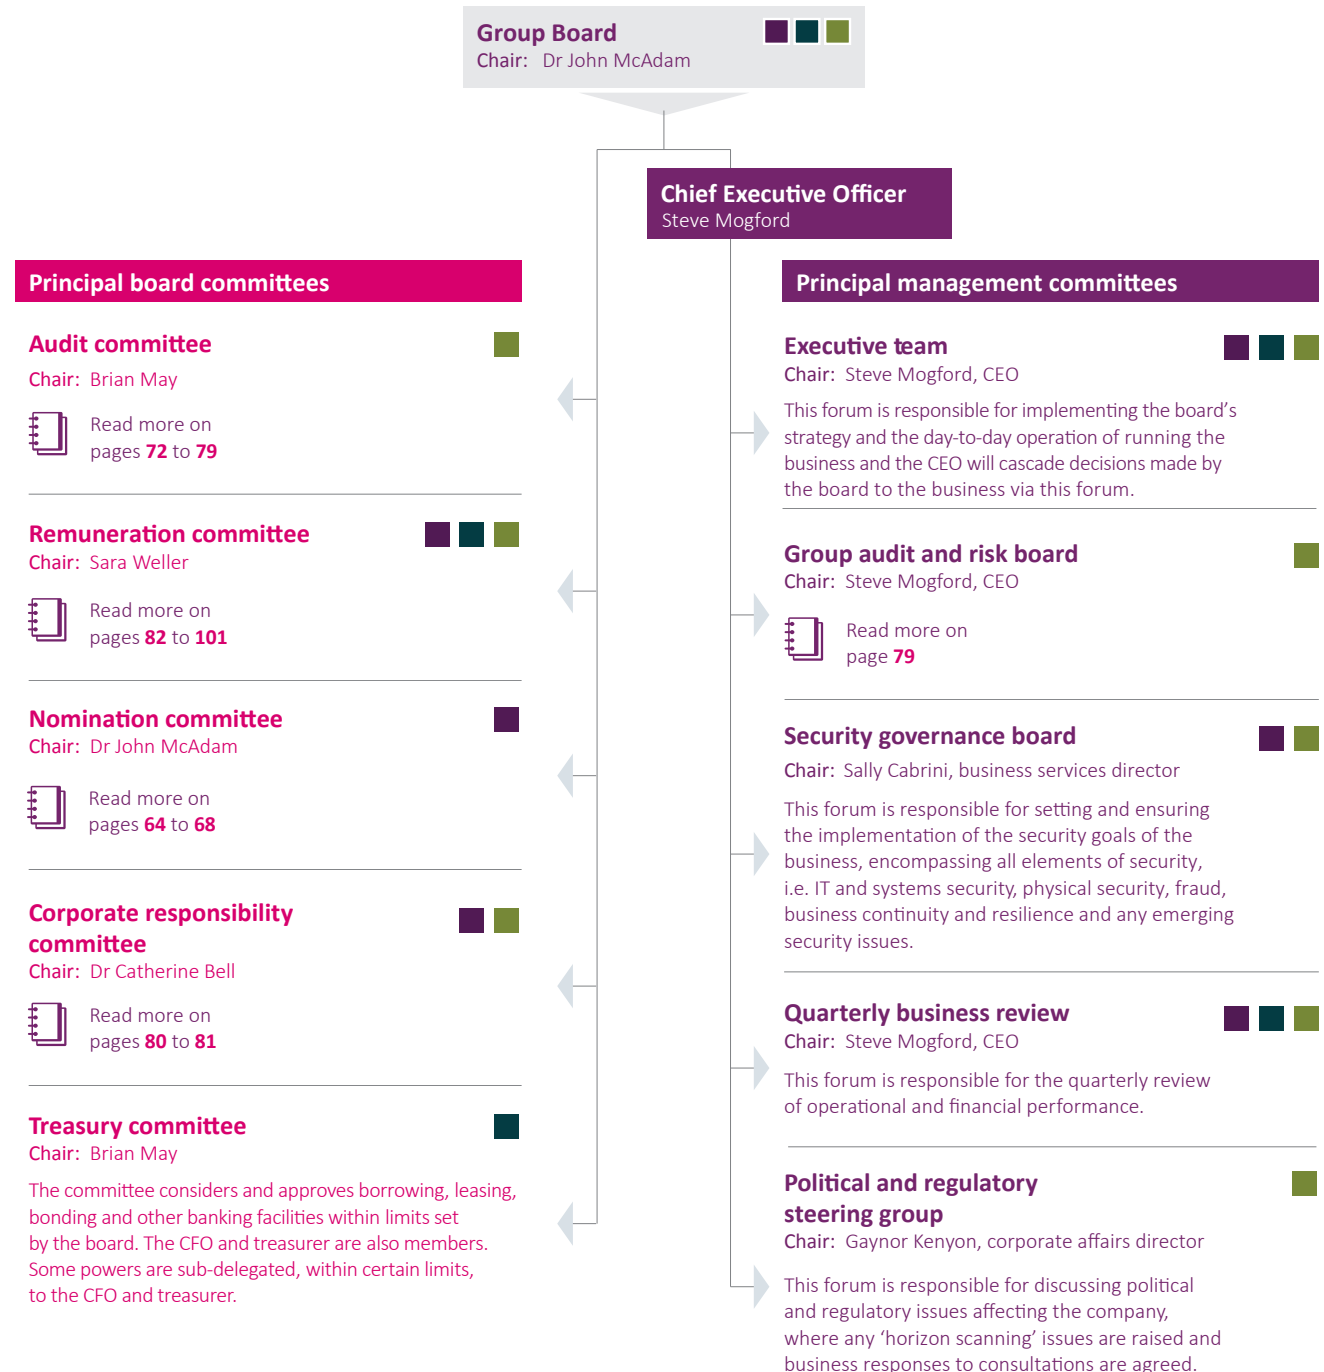 Group Board
Chair: Dr John McAdam
Chief Executive Officer
Steve Mogford
Principal board committees
Audit committee
Chair: Brian May
Read more on
pages 72 to 79
Remuneration committee
Chair: Sara Weller
Read more on
pages 82 to 101
Nomination committee
Chair: Dr John McAdam
Read more on
pages 64 to 68
Corporate responsibility
committee
Chair: Dr Catherine Bell
Read more on
pages 80 to 81
Treasury committee
Chair: Brian May
The committee considers and approves borrowing, leasing,
bonding and other banking facilities within limits set
by the board. The CFO and treasurer are also members.
Some powers are sub-delegated, within certain limits,
to the CFO and treasurer.
Principal management committees
Executive team
Chair: Steve Mogford, CEO
This forum is responsible for implementing the board's
strategy and the day-to-day operation of running the
business and the CEO will cascade decisions made by
the board to the business via this forum.
Group audit and risk board
Chair: Steve Mogford, CEO
Read more on
page 79
Security governance board
Chair: Sally Cabrini, business services director
This forum is responsible for setting and ensuring
the implementation of the security goals of the
business, encompassing all elements of security,
i.e. IT and systems security, physical security, fraud,
business continuity and resilience and any emerging
security issues.
Quarterly business review
Chair: Steve Mogford, CEO
This forum is responsible for the quarterly review
of operational and financial performance.
Political and regulatory
steering group
Chair: Gaynor Kenyon, corporate affairs director
This forum is responsible for discussing political
and regulatory issues affecting the company,
where any 'horizon scanning' issues are raised and
business responses to consultations are agreed.